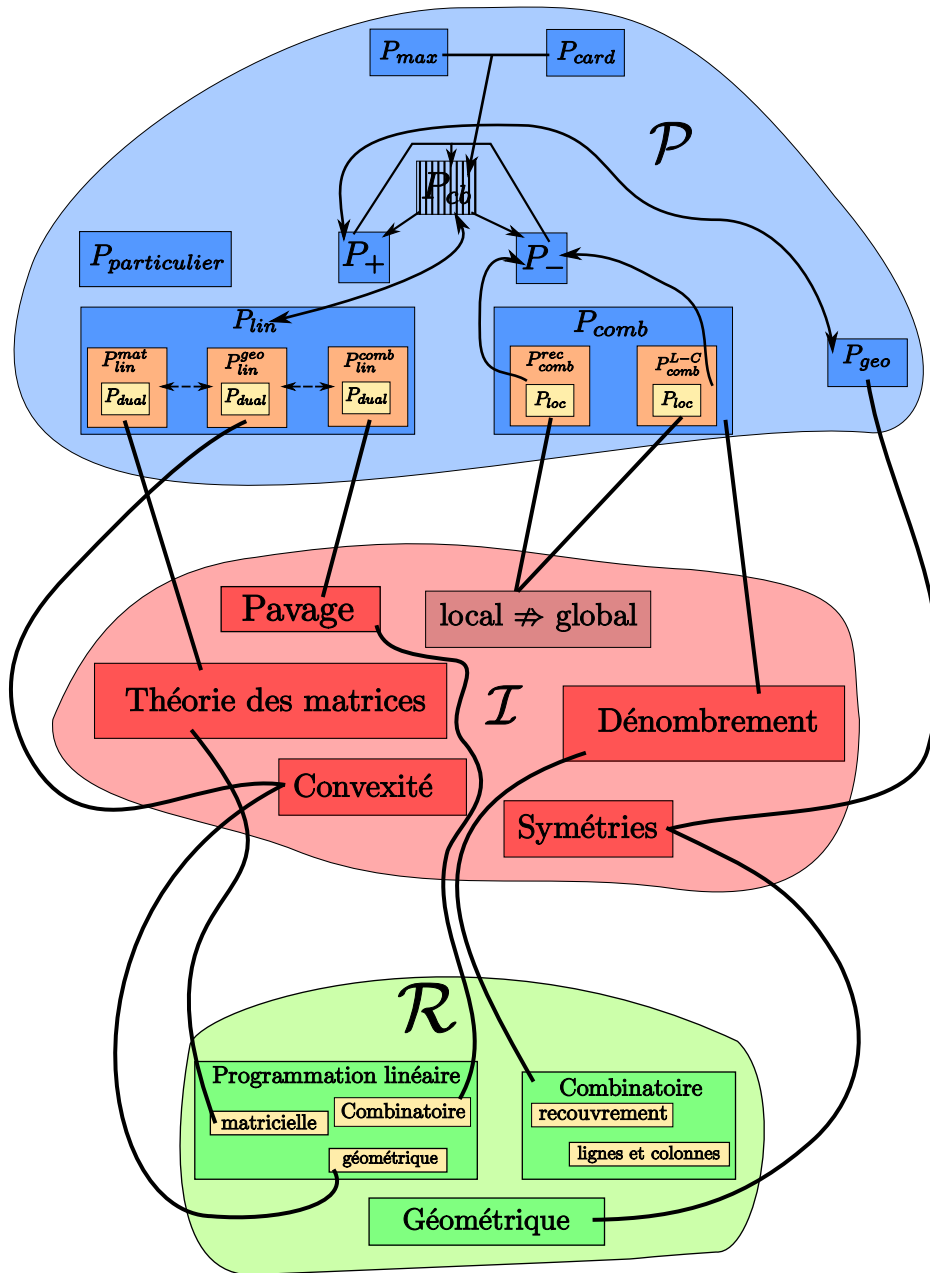 P_max P_card
𝒫
P_cb
P_+ P_-
P_particulier
P_lin P_comb
P_lin^mat P_lin^geo P_lin^comb P_comb^rec P_comb^L-C P_geo
P_dual P_dual P_dual P_loc P_loc
Pavage local ⇏ global
Théorie des matrices ℐ Dénombrement
Convexité
Symétries
ℛ
Programmation linéaire Combinatoire
Combinatoire recouvrement
matricielle
géométrique lignes et colonnes
Géométrique